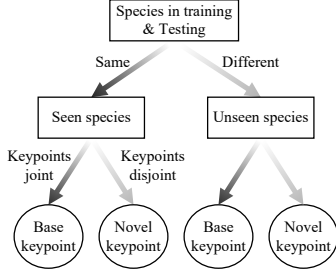 Species in training
& Testing
Same
Different
Seen species
Unseen species
Keypoints
joint
Keypoints
disjoint
Base
keypoint
Novel
keypoint
Base
keypoint
Novel
keypoint